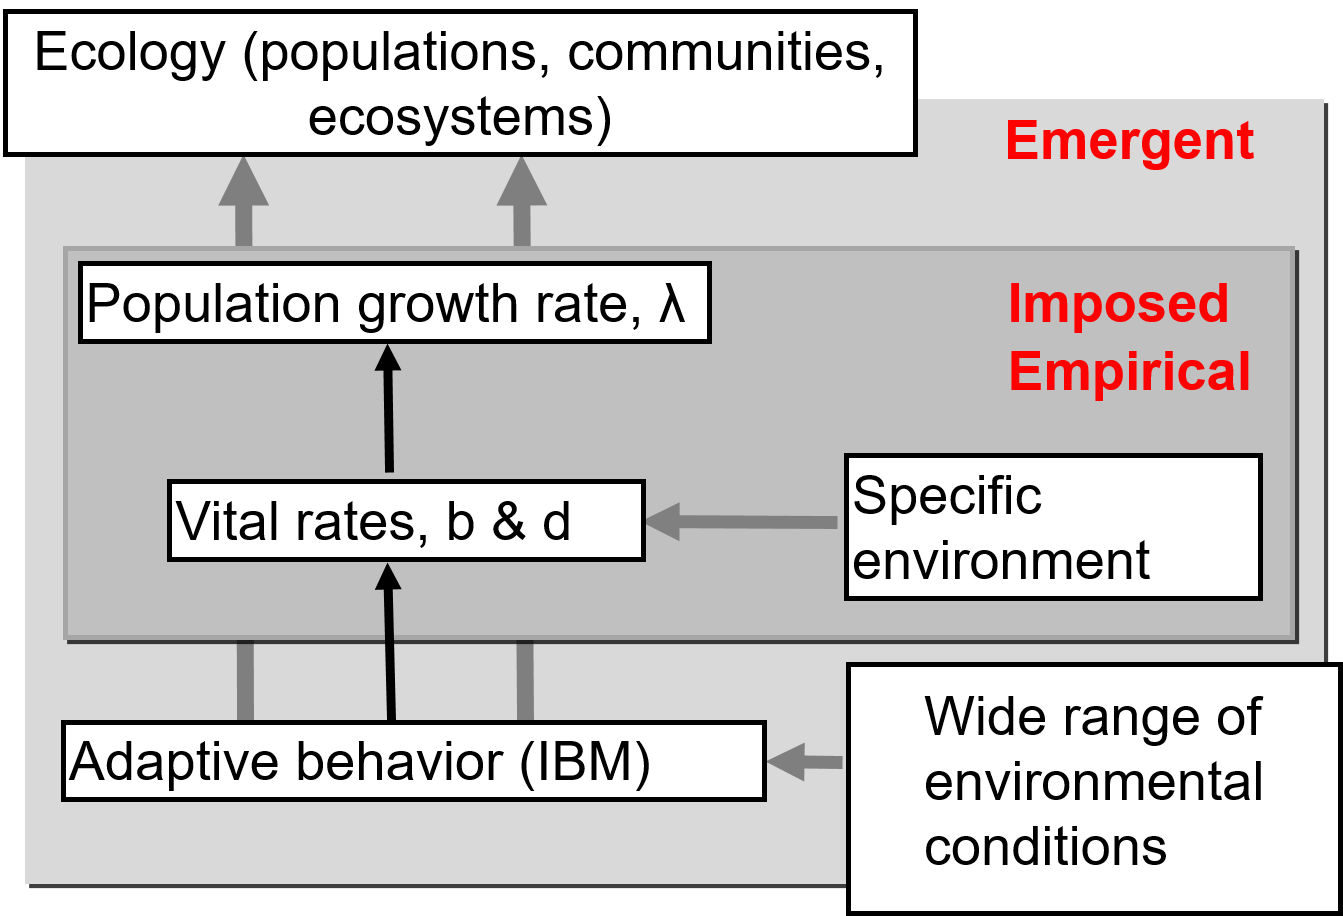 Ecology (populations, communities,
ecosystems)
Emergent
Population growth rate, λ
Imposed
Empirical
Vital rates, b & d
Specific
environment
Adaptive behavior (IBM)
Wide range of
environmental
conditions